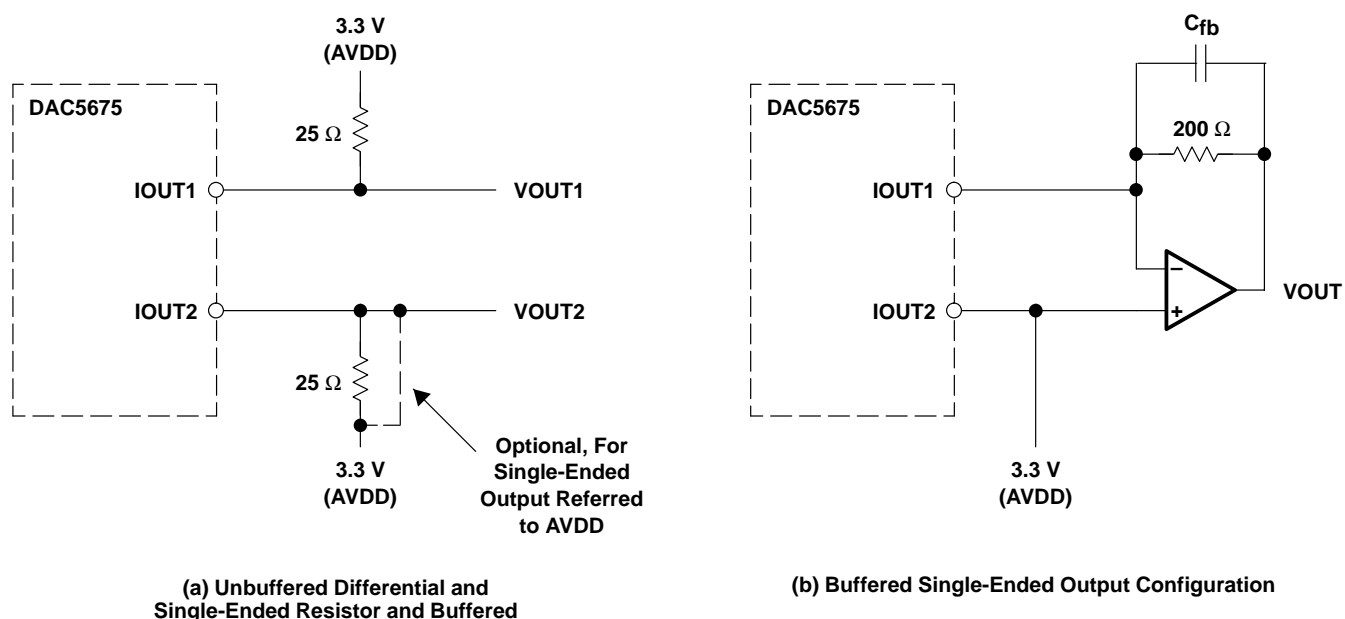 3.3 V
(AVDD)
DAC5675
25 Ω
IOUT1
VOUT1
IOUT2
VOUT2
25 Ω
3.3 V
(AVDD)
Optional, For
Single-Ended
Output Referred
to AVDD
(a) Unbuffered Differential and
Single-Ended Resistor and Buffered
Cfb
DAC5675
200 Ω
IOUT1
−
VOUT
IOUT2
+
3.3 V
(AVDD)
(b) Buffered Single-Ended Output Configuration